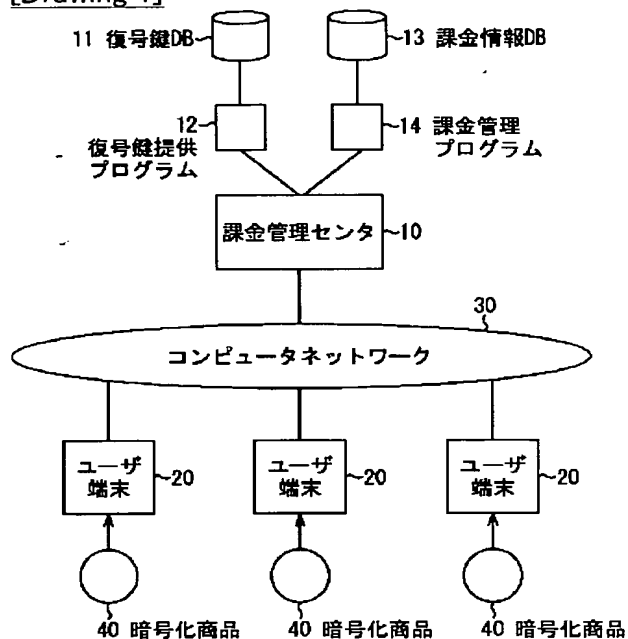 [Drawing 1]
11 復号鍵DB
13 課金情報DB
12
復号鍵提供
プログラム
14 課金管理
プログラム
課金管理センタ
10
30
コンピュータネットワーク
ユーザ
端末
20
ユーザ
端末
20
ユーザ
端末
20
40 暗号化商品
40 暗号化商品
40 暗号化商品